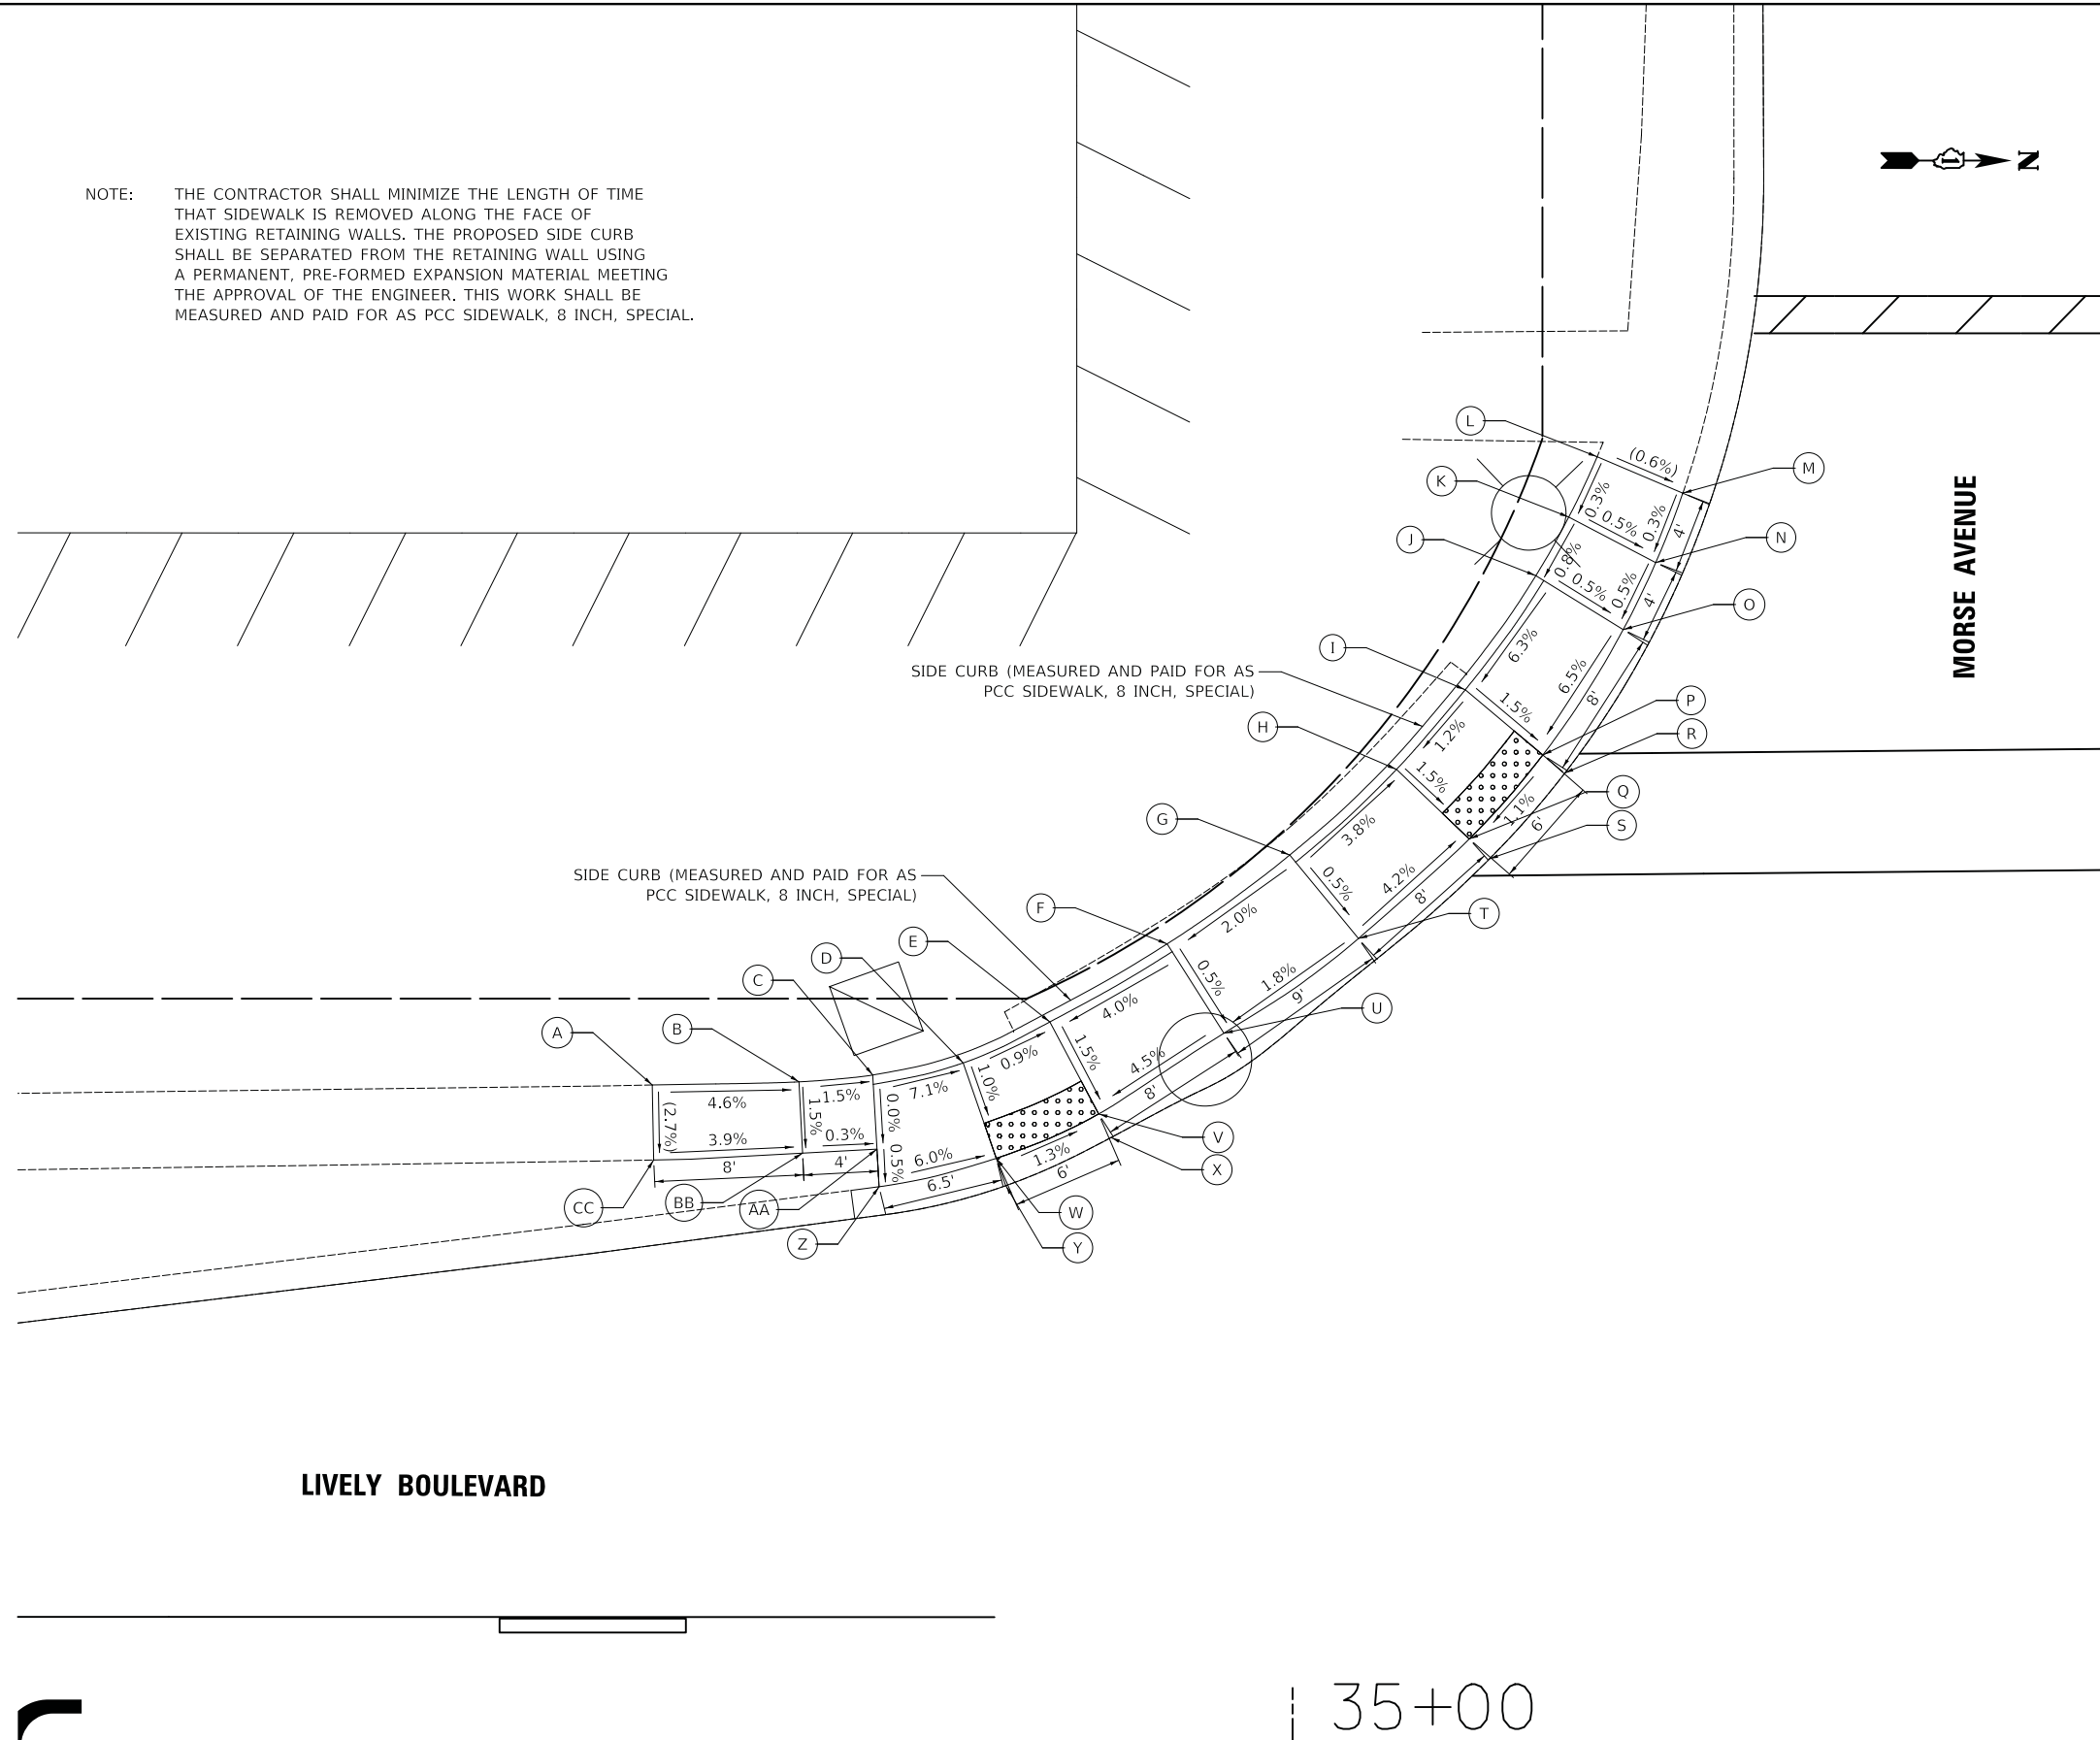 NOTE: THE CONTRACTOR SHALL MINIMIZE THE LENGTH OF TIME
THAT SIDEWALK IS REMOVED ALONG THE FACE OF
EXISTING RETAINING WALLS. THE PROPOSED SIDE CURB
SHALL BE SEPARATED FROM THE RETAINING WALL USING
A PERMANENT, PRE-FORMED EXPANSION MATERIAL MEETING
THE APPROVAL OF THE ENGINEER. THIS WORK SHALL BE
MEASURED AND PAID FOR AS PCC SIDEWALK, 8 INCH, SPECIAL.
N
MORSE AVENUE
L
(0.6%)
M
K
0.3%
0.5%
0.3%
4'
N
J
0.8%
0.5%
0.5%
4'
O
I
6.3%
6.5%
8'
SIDE CURB (MEASURED AND PAID FOR AS
PCC SIDEWALK, 8 INCH, SPECIAL)
P
H
1.5%
1.2%
R
1.5%
Q
1.1%
6'
S
G
3.8%
4.2%
8'
0.5%
T
SIDE CURB (MEASURED AND PAID FOR AS
PCC SIDEWALK, 8 INCH, SPECIAL)
F
2.0%
1.8%
9'
0.5%
U
E
4.0%
4.5%
8'
1.5%
D
0.9%
1.0%
V
1.3%
6'
X
C
7.1%
6.0%
6.5'
0.0%
0.5%
W
Y
A
B
4.6%
1.5%
(2.7%)
1.5%
3.9%
0.3%
8'
4'
CC
BB
AA
Z
LIVELY BOULEVARD
35+00